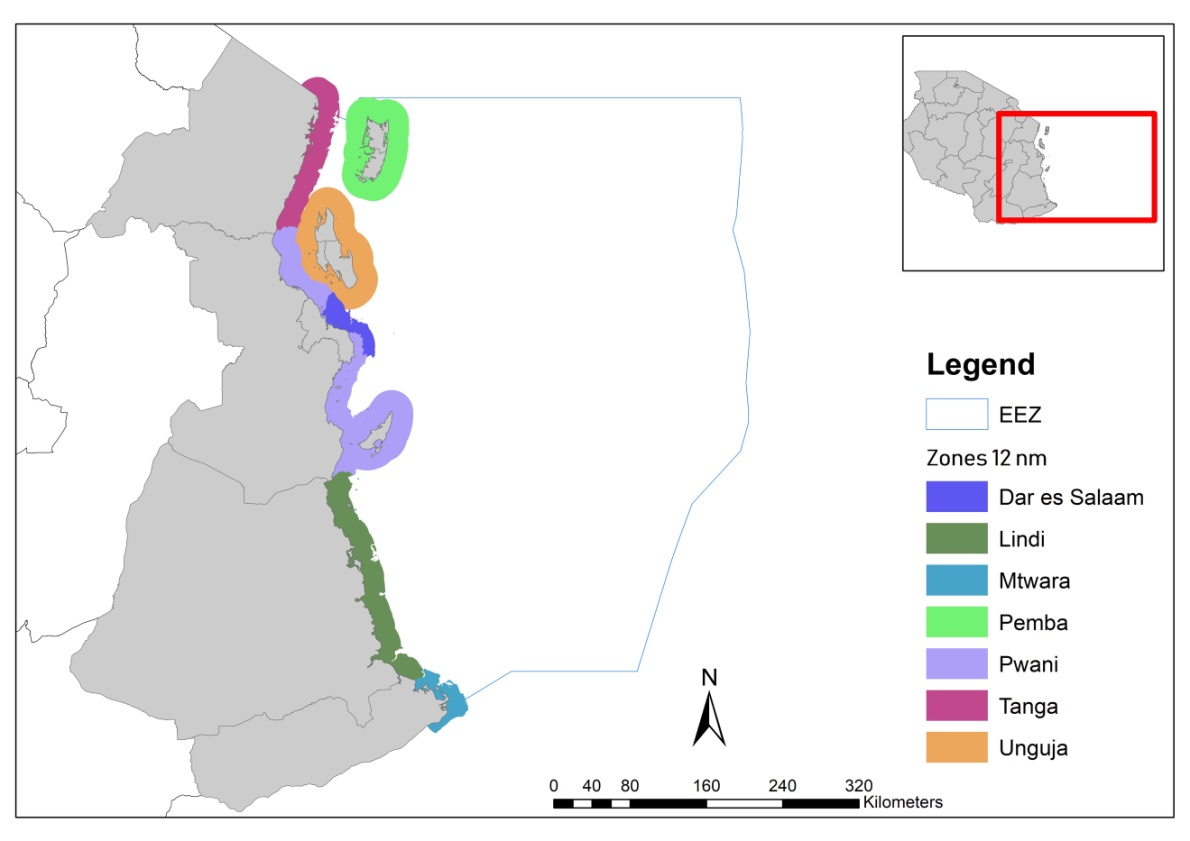 Legend
EEZ
Zones 12 nm
Dar es Salaam
Lindi
Mtwara
Pemba
Pwani
Tanga
Unguja
N
0 40 80 160 240 320
Kilometers